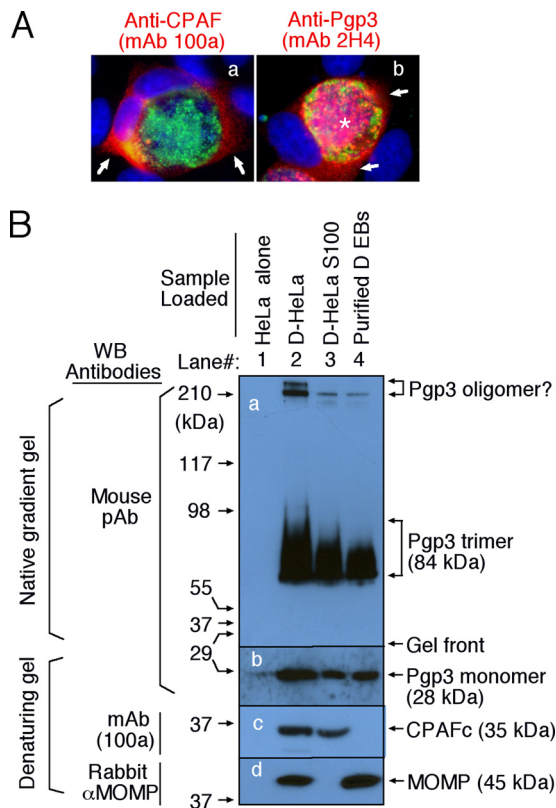 A
Anti-CPAF
(mAb 100a)
Anti-Pgp3
(mAb 2H4)
a
b
*
B
Sample
Loaded
HeLa alone
D-HeLa
D-HeLa S100
Purified D EBs
WB
Antibodies
Lane#: 1 2 3 4
Native gradient gel
Mouse
pAb
210
(kDa)
117
98
55
37
29
a
Pgp3 oligomer?
Pgp3 trimer
(84 kDa)
Gel front
Denaturing gel
b
Pgp3 monomer
(28 kDa)
mAb
(100a)
37
c
CPAFc (35 kDa)
Rabbit
αMOMP
37
d
MOMP (45 kDa)